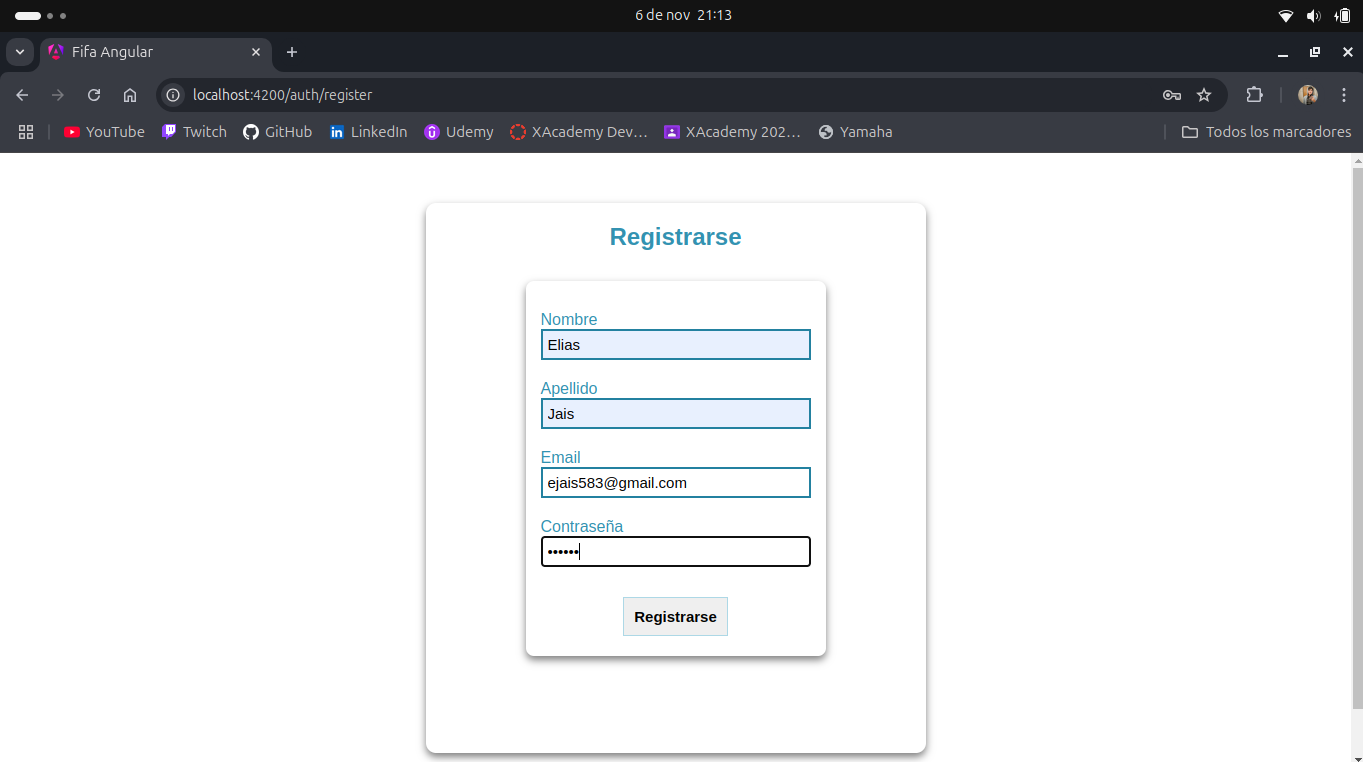 6 de nov 21:13
Fifa Angular
localhost:4200/auth/register
YouTube Twitch GitHub LinkedIn Udemy XAcademy Dev... XAcademy 202... Yamaha Todos los marcadores
Registrarse
Nombre
Elias
Apellido
Jais
Email
ejais583@gmail.com
Contraseña
••••••
Registrarse